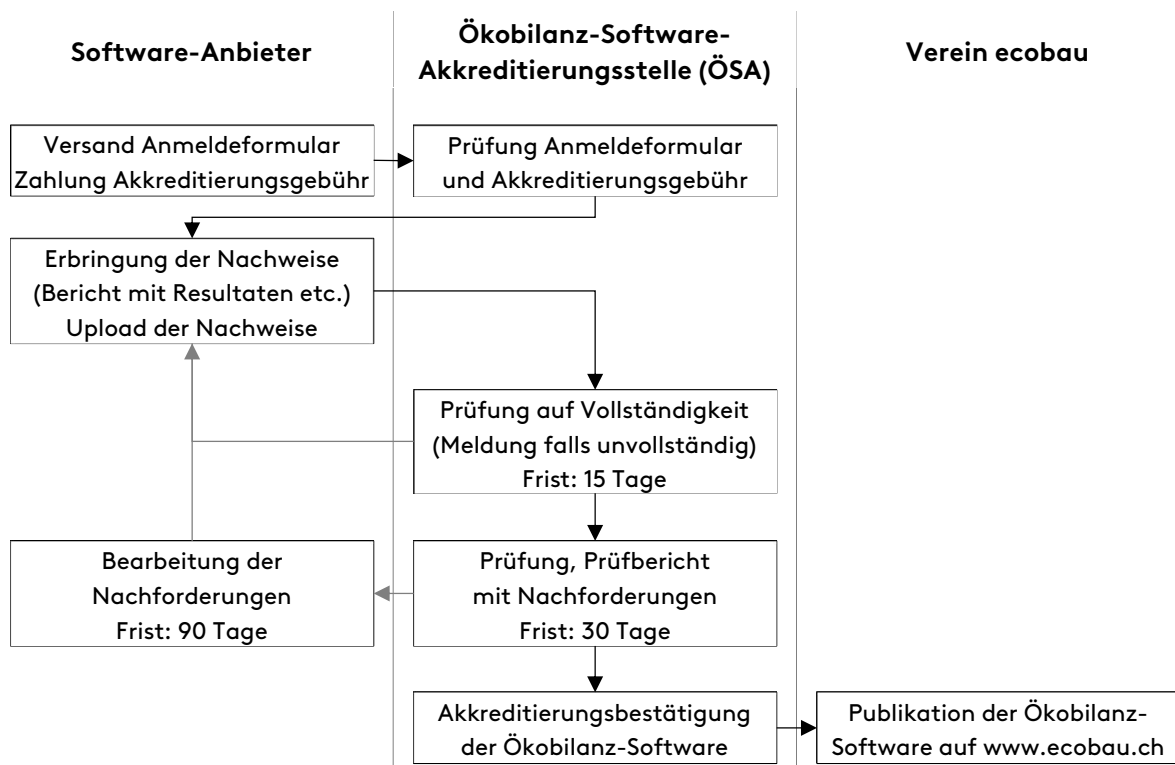 Software-Anbieter
Ökobilanz-Software-
Akkreditierungsstelle (ÖSA)
Verein ecobau
Versand Anmeldeformular
Zahlung Akkreditierungsgebühr
Prüfung Anmeldeformular
und Akkreditierungsgebühr
Erbringung der Nachweise
(Bericht mit Resultaten etc.)
Upload der Nachweise
Prüfung auf Vollständigkeit
(Meldung falls unvollständig)
Frist: 15 Tage
Bearbeitung der
Nachforderungen
Frist: 90 Tage
Prüfung, Prüfbericht
mit Nachforderungen
Frist: 30 Tage
Akkreditierungsbestätigung
der Ökobilanz-Software
Publikation der Ökobilanz-
Software auf www.ecobau.ch